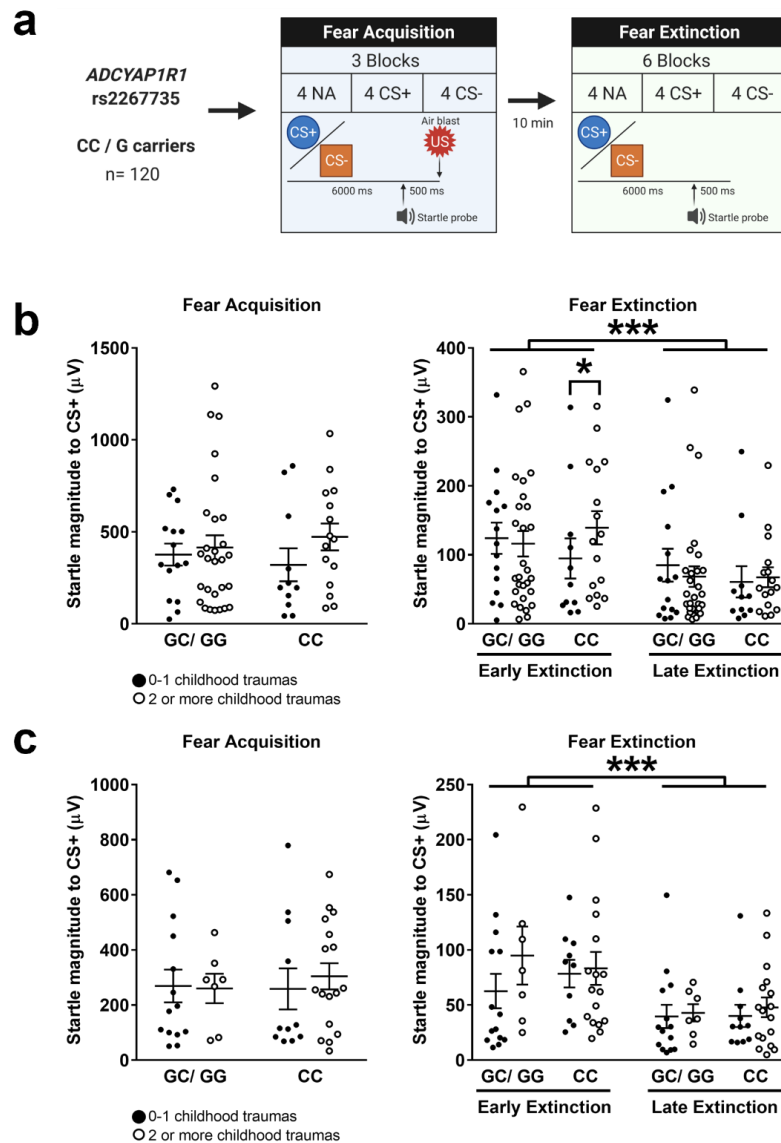 a
ADCYAP1R1
rs2267735
CC / G carriers
n= 120
Fear Acquisition
3 Blocks
4 NA
4 CS+
4 CS-
CS+
CS-
Air blast
US
6000 ms
500 ms
Startle probe
10 min
Fear Extinction
6 Blocks
4 NA
4 CS+
4 CS-
CS+
CS-
6000 ms
500 ms
Startle probe
b
Fear Acquisition
Startle magnitude to CS+ (µV)
1500
1000
500
0
GC/ GG
CC
0-1 childhood traumas
2 or more childhood traumas
Fear Extinction
***
*
Startle magnitude to CS+ (µV)
400
300
200
100
0
GC/ GG
CC
GC/ GG
CC
Early Extinction
Late Extinction
c
Fear Acquisition
Startle magnitude to CS+ (µV)
1000
800
600
400
200
0
GC/ GG
CC
0-1 childhood traumas
2 or more childhood traumas
Fear Extinction
***
Startle magnitude to CS+ (µV)
250
200
150
100
50
0
GC/ GG
CC
GC/ GG
CC
Early Extinction
Late Extinction